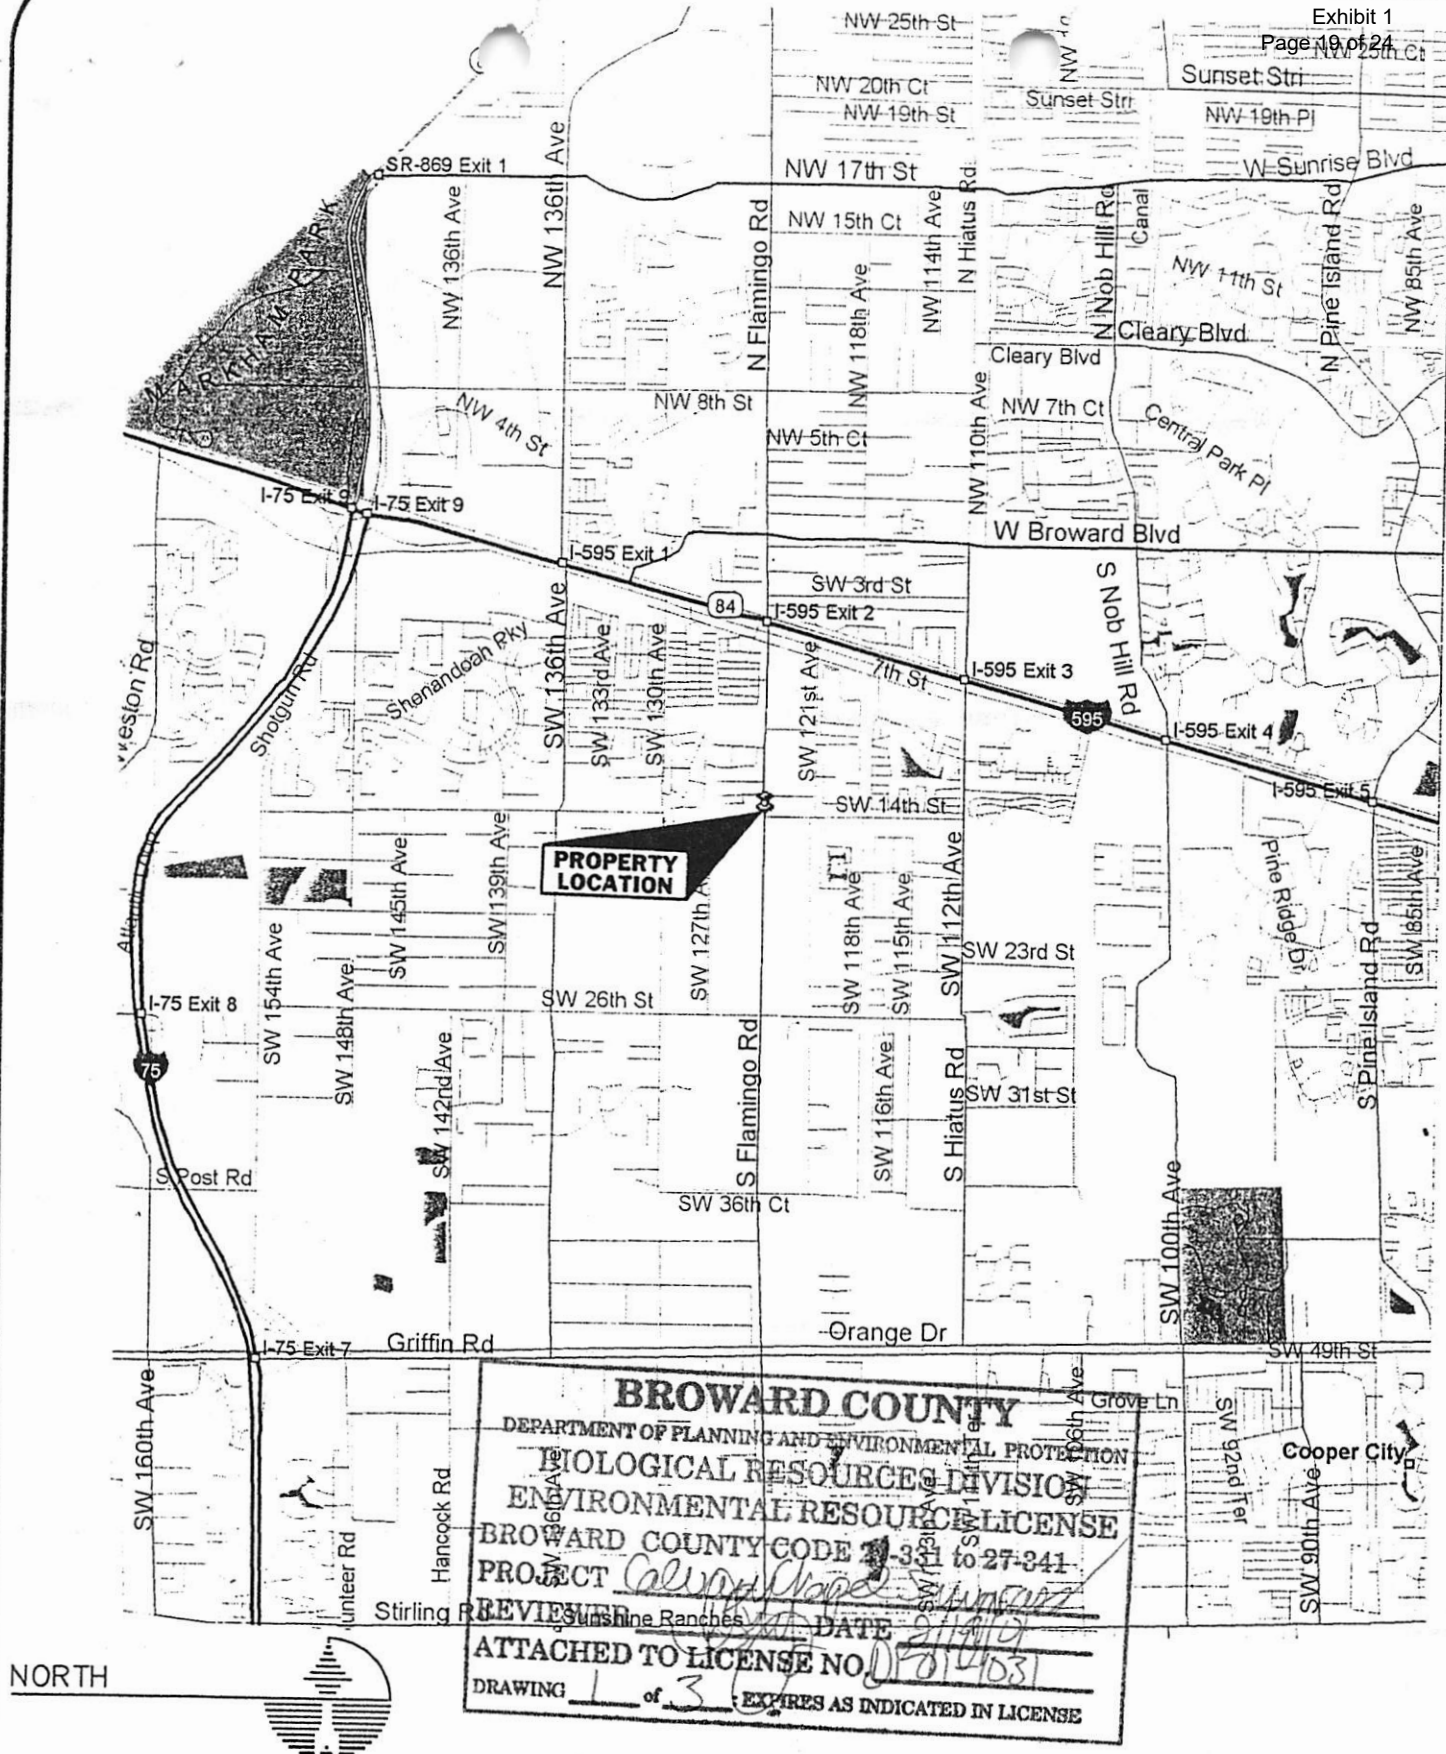 Exhibit 1
Page 19 of 24
NW 25th St
NW 25th Ct
Sunset Stri
NW 20th Ct
Sunset Strr
NW 19th St
NW 19th Pl
SR-869 Exit 1
NW 17th St
W Sunrise Blvd
NW 136th Ave
NW 136th Ave
N Flamingo Rd
NW 15th Ct
NW 118th Ave
NW 114th Ave
N Hiatus Rd
N Nob Hill Rd
Canal
NW 11th St
N Pine Island Rd
NW 85th Ave
MARKHAM PARK
Cleary Blvd
Cleary Blvd
NW 8th St
NW 4th St
NW 5th Ct
NW 110th Ave
NW 7th Ct
Central Park Pl
I-75 Exit 9
I-75 Exit 9
I-595 Exit 1
W Broward Blvd
84
SW 3rd St
I-595 Exit 2
S Nob Hill Rd
7th St
I-595 Exit 3
595
I-595 Exit 4
I-595 Exit 5
Weston Rd
Shotgun Rd
Shenandoah Pky
SW 136th Ave
SW 133rd Ave
SW 130th Ave
SW 121st Ave
SW 14th St
PROPERTY
LOCATION
SW 145th Ave
SW 139th Ave
SW 127th A
SW 118th Ave
SW 115th Ave
SW 112th Ave
Pine Ridge Dr
SW 85th Ave
SW 23rd St
S Pine Island Rd
I-75 Exit 8
SW 154th Ave
SW 148th Ave
SW 26th St
75
SW 142nd Ave
S Flamingo Rd
SW 116th Ave
S Hiatus Rd
SW 31st St
S Post Rd
SW 36th Ct
SW 100th Ave
I-75 Exit 7
Griffin Rd
Orange Dr
SW 49th St
SW 160th Ave
Hancock Rd
unteer Rd
SW 106th Ave
Grove Ln
SW 92nd Ter
SW 90th Ave
Cooper City
Stirling Rd
Sunshine Ranches
BROWARD COUNTY
DEPARTMENT OF PLANNING AND ENVIRONMENTAL PROTECTION
BIOLOGICAL RESOURCES DIVISION
ENVIRONMENTAL RESOURCE LICENSE
BROWARD COUNTY CODE 27-331 to 27-341
PROJECT Calvary Chapel
REVIEWER DATE
ATTACHED TO LICENSE NO.
DRAWING 1 of 3 ; EXPIRES AS INDICATED IN LICENSE
NORTH